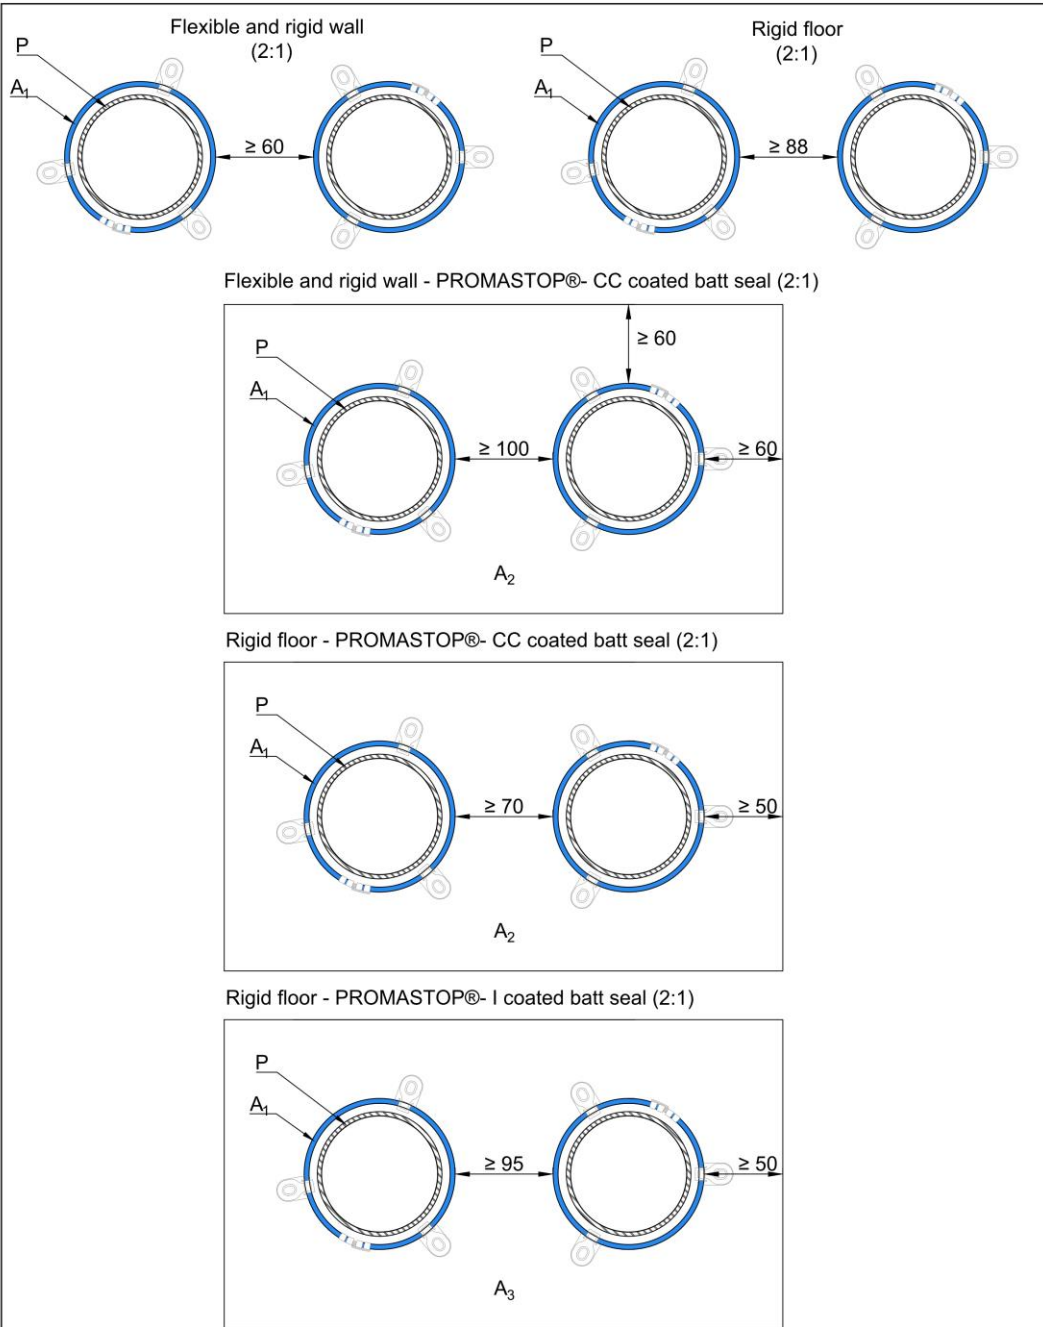 Flexible and rigid wall
(2:1)
P
A₁
≥ 60
Rigid floor
(2:1)
P
A₁
≥ 88
Flexible and rigid wall - PROMASTOP®- CC coated batt seal (2:1)
≥ 60
P
A₁
≥ 100
≥ 60
A₂
Rigid floor - PROMASTOP®- CC coated batt seal (2:1)
P
A₁
≥ 70
≥ 50
A₂
Rigid floor - PROMASTOP®- I coated batt seal (2:1)
P
A₁
≥ 95
≥ 50
A₃